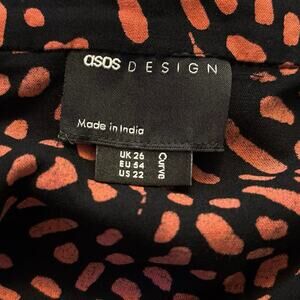 asos DESIGN
Made in India
UK 26
EU 54
US 22
Curve